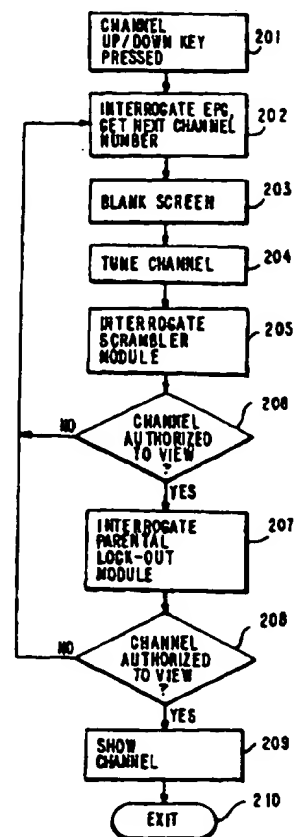 CHANNEL
UP/DOWN KEY
PRESSED
201
INTERROGATE EPG,
GET NEXT CHANNEL
NUMBER
202
BLANK SCREEN
203
TUNE CHANNEL
204
INTERROGATE
SCRAMBLER
MODULE
205
NO
CHANNEL
AUTHORIZED
TO VIEW
?
206
YES
INTERROGATE
PARENTAL
LOCK-OUT
MODULE
207
NO
CHANNEL
AUTHORIZED
TO VIEW
?
208
YES
SHOW
CHANNEL
209
EXIT
210